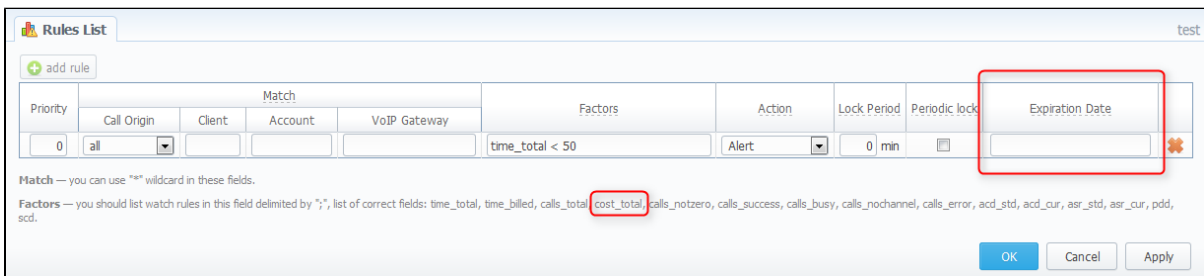 Rules List
test
add rule
Match
Priority Factors Action Lock Period Periodic lock Expiration Date
Call Origin Client Account VoIP Gateway
0 all time_total < 50 Alert 0 min
Match — you can use "*" wildcard in these fields.
Factors — you should list watch rules in this field delimited by ";", list of correct fields: time_total, time_billed, calls_total, cost_total, calls_notzero, calls_success, calls_busy, calls_nochannel, calls_error, acd_std, acd_cur, asr_std, asr_cur, pdd,
scd.
OK Cancel Apply